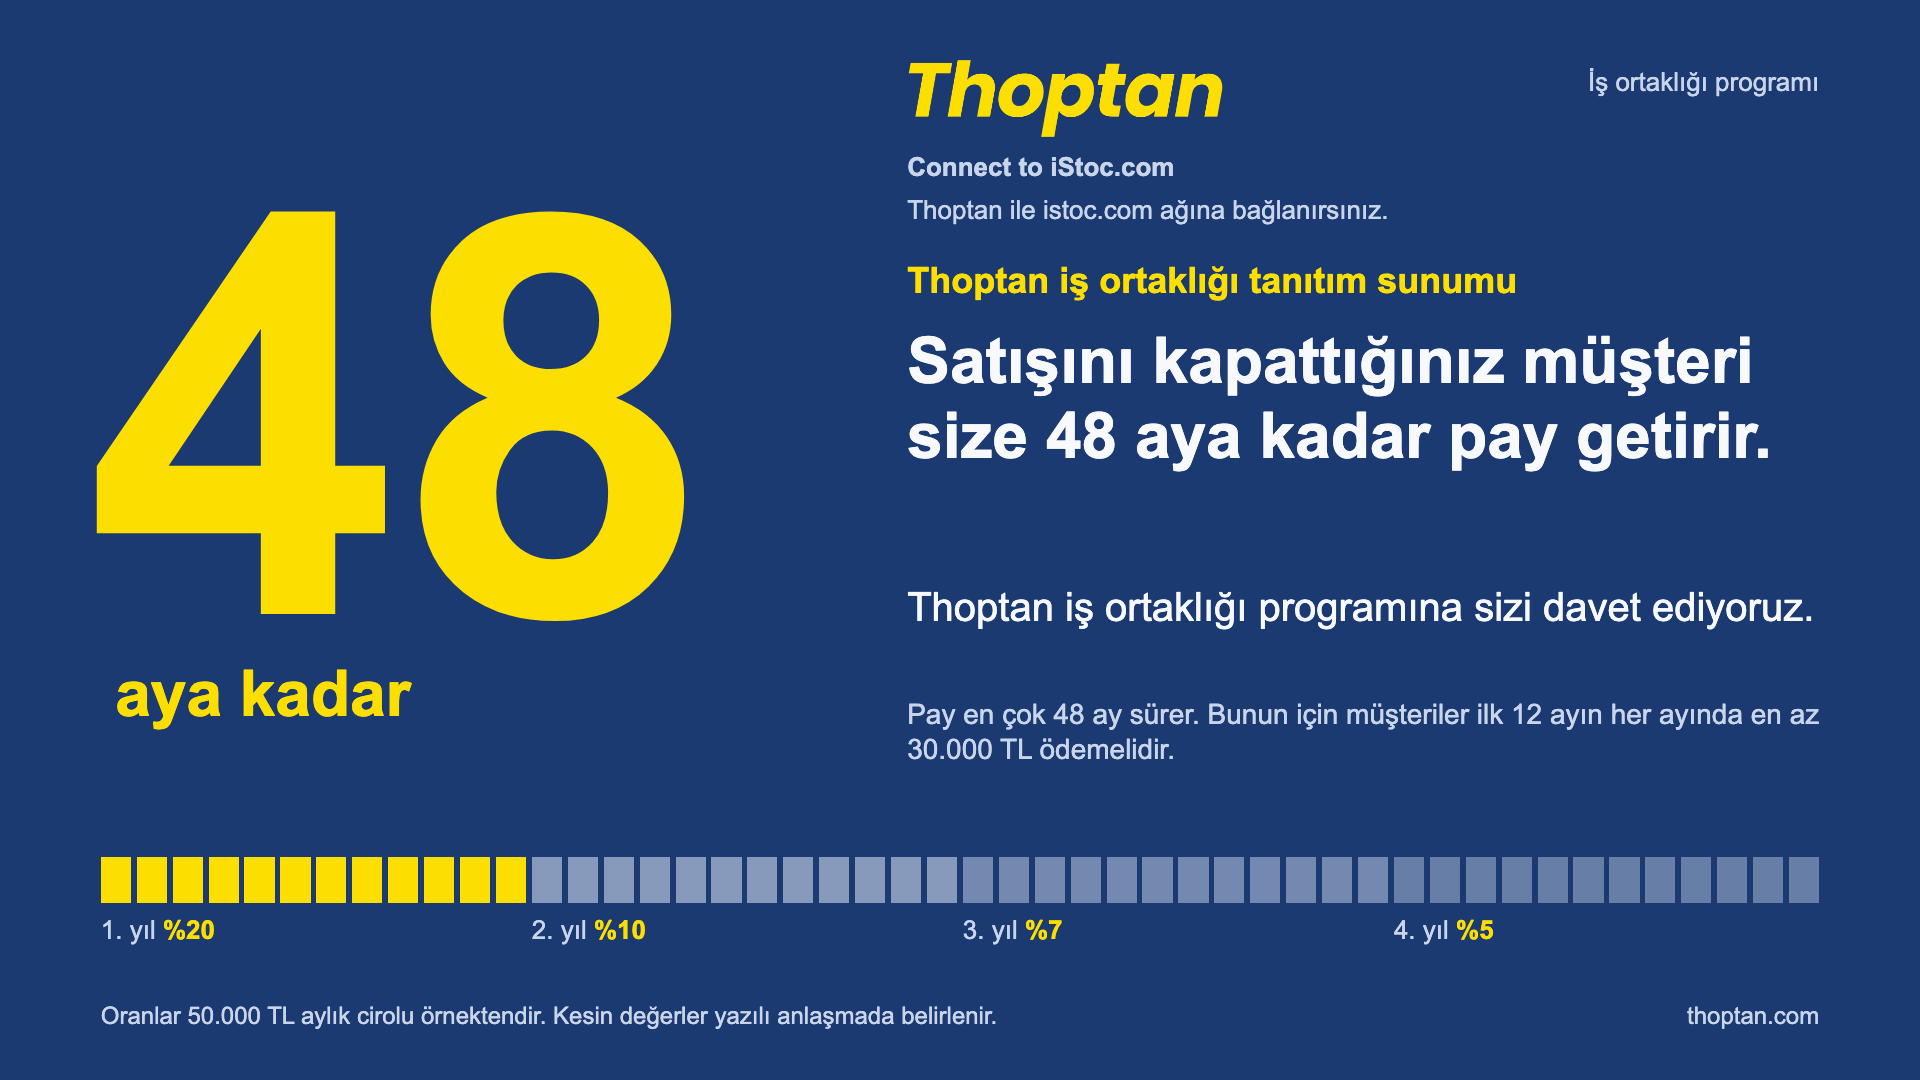 Thoptan
İş ortaklığı programı
Connect to iStoc.com
Thoptan ile istoc.com ağına bağlanırsınız.
Thoptan iş ortaklığı tanıtım sunumu
Satışını kapattığınız müşteri
size 48 aya kadar pay getirir.
48
aya kadar
Thoptan iş ortaklığı programına sizi davet ediyoruz.
Pay en çok 48 ay sürer. Bunun için müşteriler ilk 12 ayın her ayında en az
30.000 TL ödemelidir.
1. yıl %20
2. yıl %10
3. yıl %7
4. yıl %5
Oranlar 50.000 TL aylık cirolu örnektendir. Kesin değerler yazılı anlaşmada belirlenir.
thoptan.com